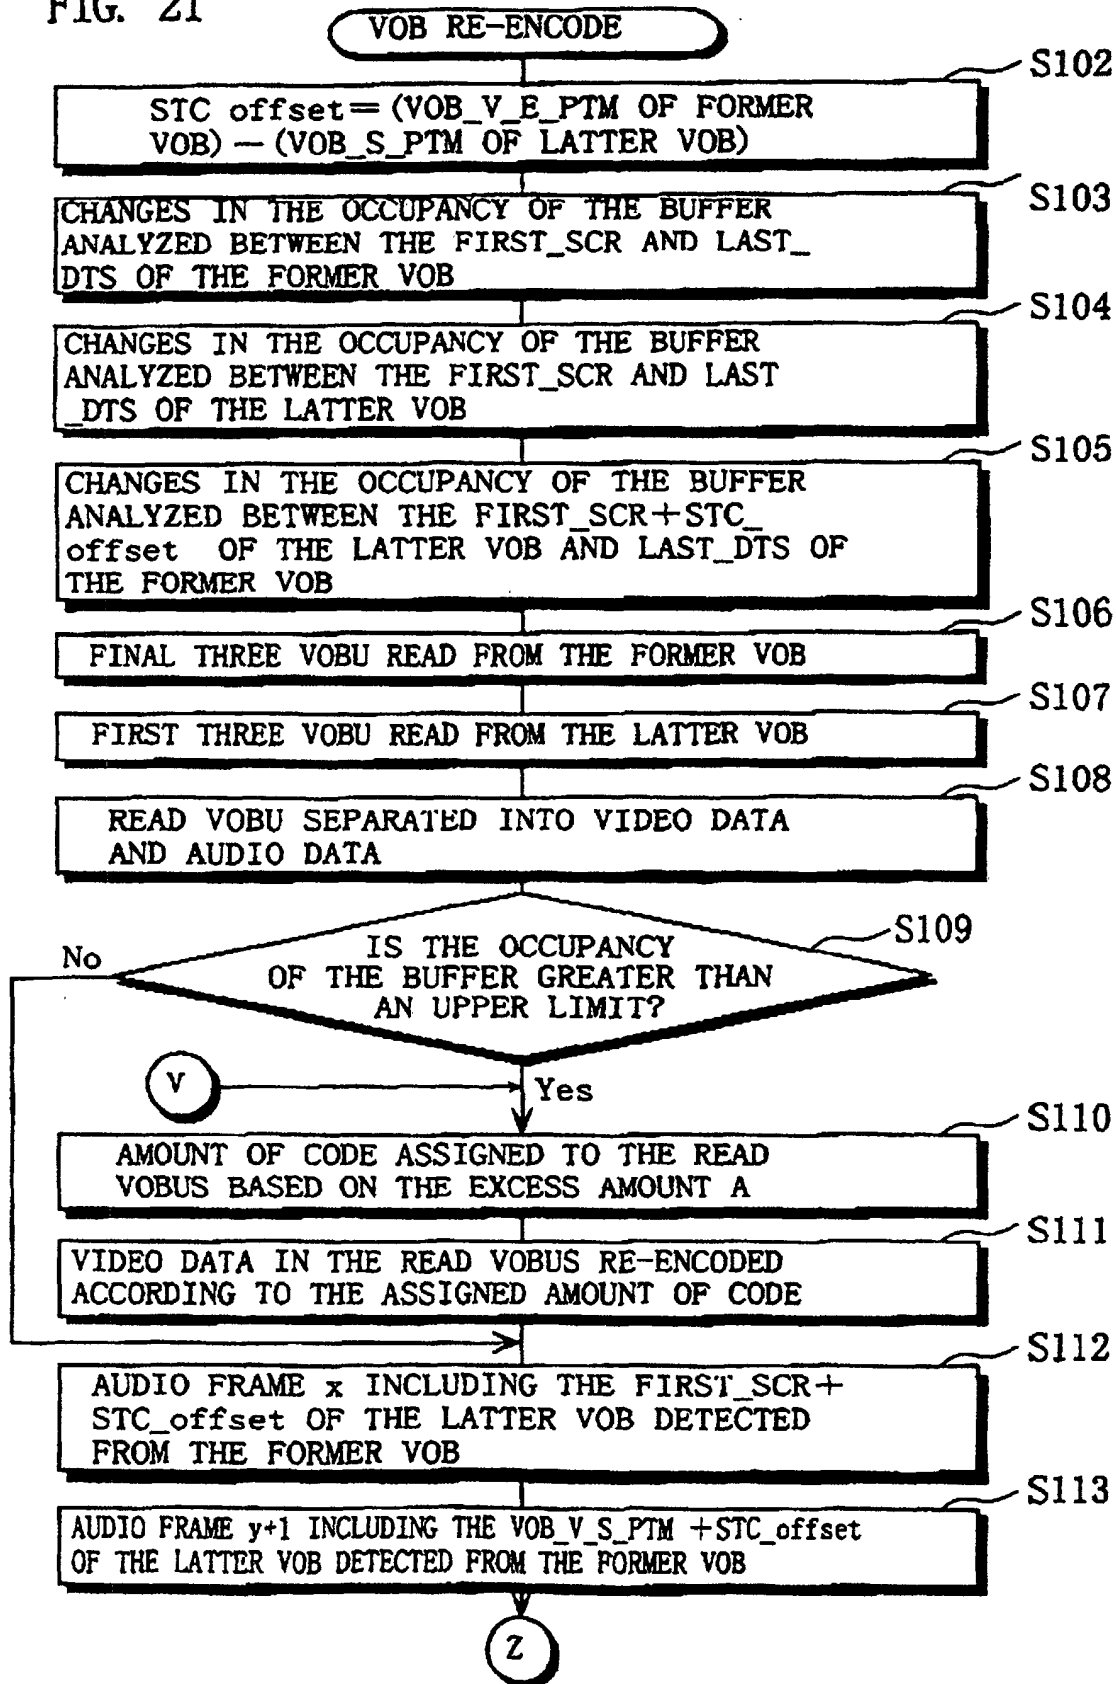 FIG. 21
VOB RE-ENCODE
S102
STC offset=(VOB_V_E_PTM OF FORMER
VOB)-(VOB_S_PTM OF LATTER VOB)
S103
CHANGES IN THE OCCUPANCY OF THE BUFFER
ANALYZED BETWEEN THE FIRST_SCR AND LAST_
DTS OF THE FORMER VOB
S104
CHANGES IN THE OCCUPANCY OF THE BUFFER
ANALYZED BETWEEN THE FIRST_SCR AND LAST
_DTS OF THE LATTER VOB
S105
CHANGES IN THE OCCUPANCY OF THE BUFFER
ANALYZED BETWEEN THE FIRST_SCR+STC_
offset OF THE LATTER VOB AND LAST_DTS OF
THE FORMER VOB
S106
FINAL THREE VOBU READ FROM THE FORMER VOB
S107
FIRST THREE VOBU READ FROM THE LATTER VOB
S108
READ VOBU SEPARATED INTO VIDEO DATA
AND AUDIO DATA
S109
No
IS THE OCCUPANCY
OF THE BUFFER GREATER THAN
AN UPPER LIMIT?
V
Yes
S110
AMOUNT OF CODE ASSIGNED TO THE READ
VOBUS BASED ON THE EXCESS AMOUNT A
S111
VIDEO DATA IN THE READ VOBUS RE-ENCODED
ACCORDING TO THE ASSIGNED AMOUNT OF CODE
S112
AUDIO FRAME x INCLUDING THE FIRST_SCR+
STC_offset OF THE LATTER VOB DETECTED
FROM THE FORMER VOB
S113
AUDIO FRAME y+1 INCLUDING THE VOB_V_S_PTM +STC_offset
OF THE LATTER VOB DETECTED FROM THE FORMER VOB
Z